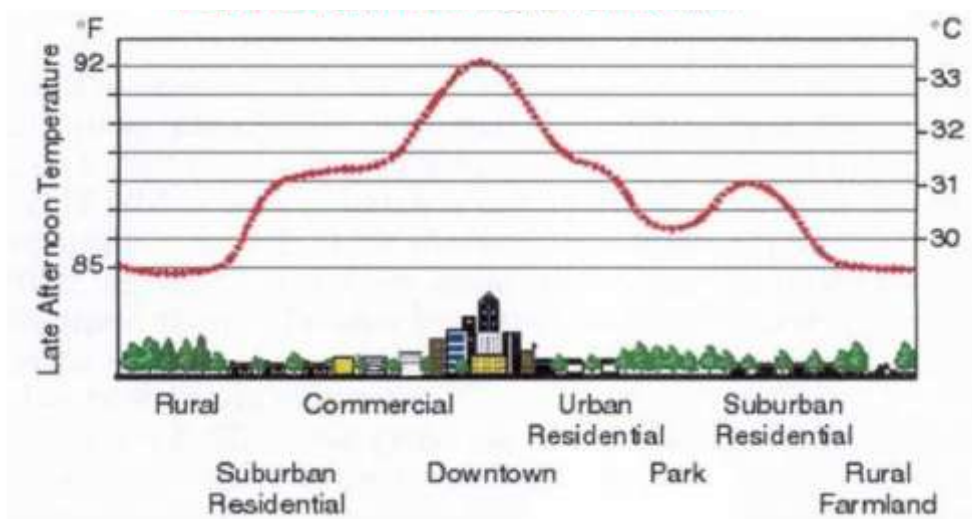 °F
°C
92
33
32
31
30
85
Late Afternoon Temperature
Rural
Commercial
Urban
Residential
Suburban
Residential
Suburban
Residential
Downtown
Park
Rural
Farmland